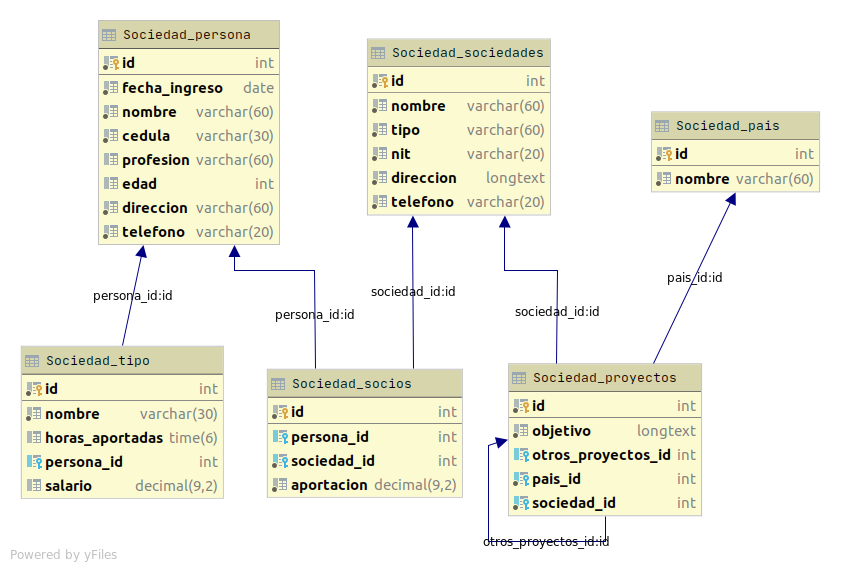 Sociedad_persona
id int
fecha_ingreso date
nombre varchar(60)
cedula varchar(30)
profesion varchar(60)
edad int
direccion varchar(60)
telefono varchar(20)
Sociedad_sociedades
id int
nombre varchar(60)
tipo varchar(60)
nit varchar(20)
direccion longtext
telefono varchar(20)
Sociedad_pais
id int
nombre varchar(60)
persona_id:id
persona_id:id
sociedad_id:id
sociedad_id:id
pais_id:id
Sociedad_tipo
id int
nombre varchar(30)
horas_aportadas time(6)
persona_id int
salario decimal(9,2)
Sociedad_socios
id int
persona_id int
sociedad_id int
aportacion decimal(9,2)
Sociedad_proyectos
id int
objetivo longtext
otros_proyectos_id int
pais_id int
sociedad_id int
otros_proyectos_id:id
Powered by yFiles